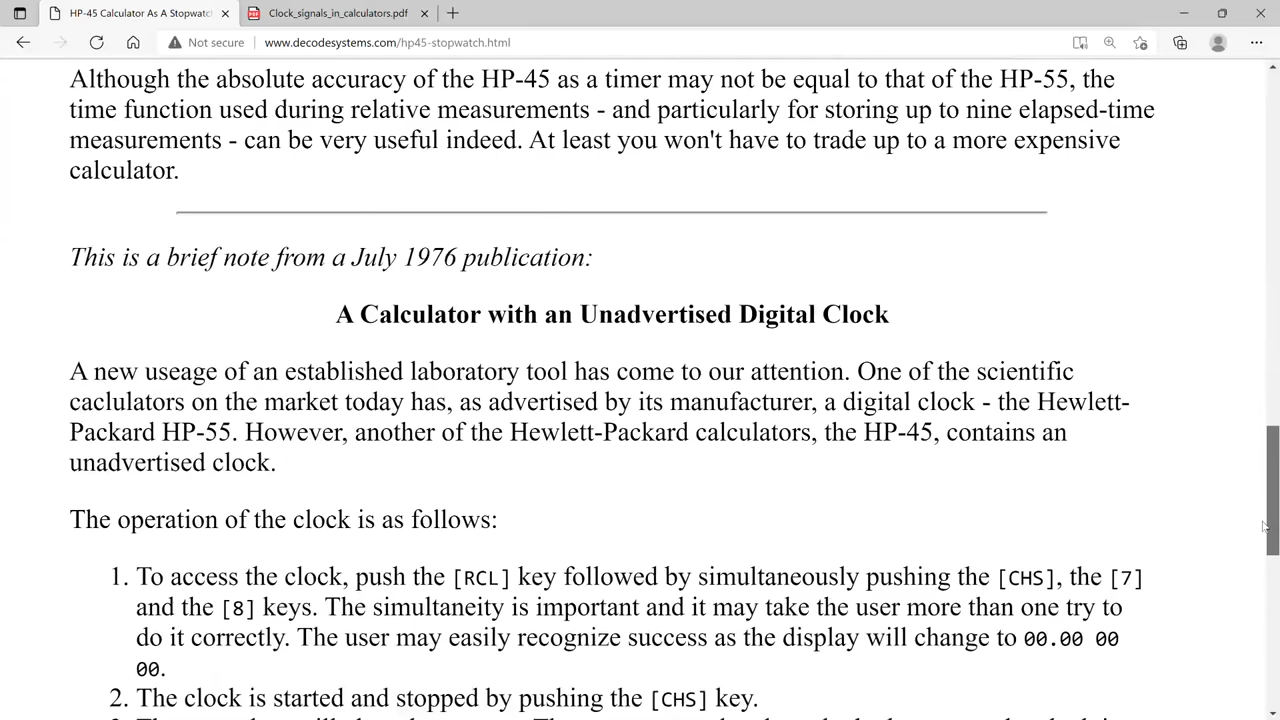 HP-45 Calculator As A Stopwatc
Clock_signals_in_calculators.pdf
Not secure www.decodesystems.com/hp45-stopwatch.html
Although the absolute accuracy of the HP-45 as a timer may not be equal to that of the HP-55, the
time function used during relative measurements - and particularly for storing up to nine elapsed-time
measurements - can be very useful indeed. At least you won't have to trade up to a more expensive
calculator.
This is a brief note from a July 1976 publication:
A Calculator with an Unadvertised Digital Clock
A new useage of an established laboratory tool has come to our attention. One of the scientific
caclulators on the market today has, as advertised by its manufacturer, a digital clock - the Hewlett-
Packard HP-55. However, another of the Hewlett-Packard calculators, the HP-45, contains an
unadvertised clock.
The operation of the clock is as follows:
1. To access the clock, push the [RCL] key followed by simultaneously pushing the [CHS], the [7]
and the [8] keys. The simultaneity is important and it may take the user more than one try to
do it correctly. The user may easily recognize success as the display will change to 00.00 00
00.
2. The clock is started and stopped by pushing the [CHS] key.